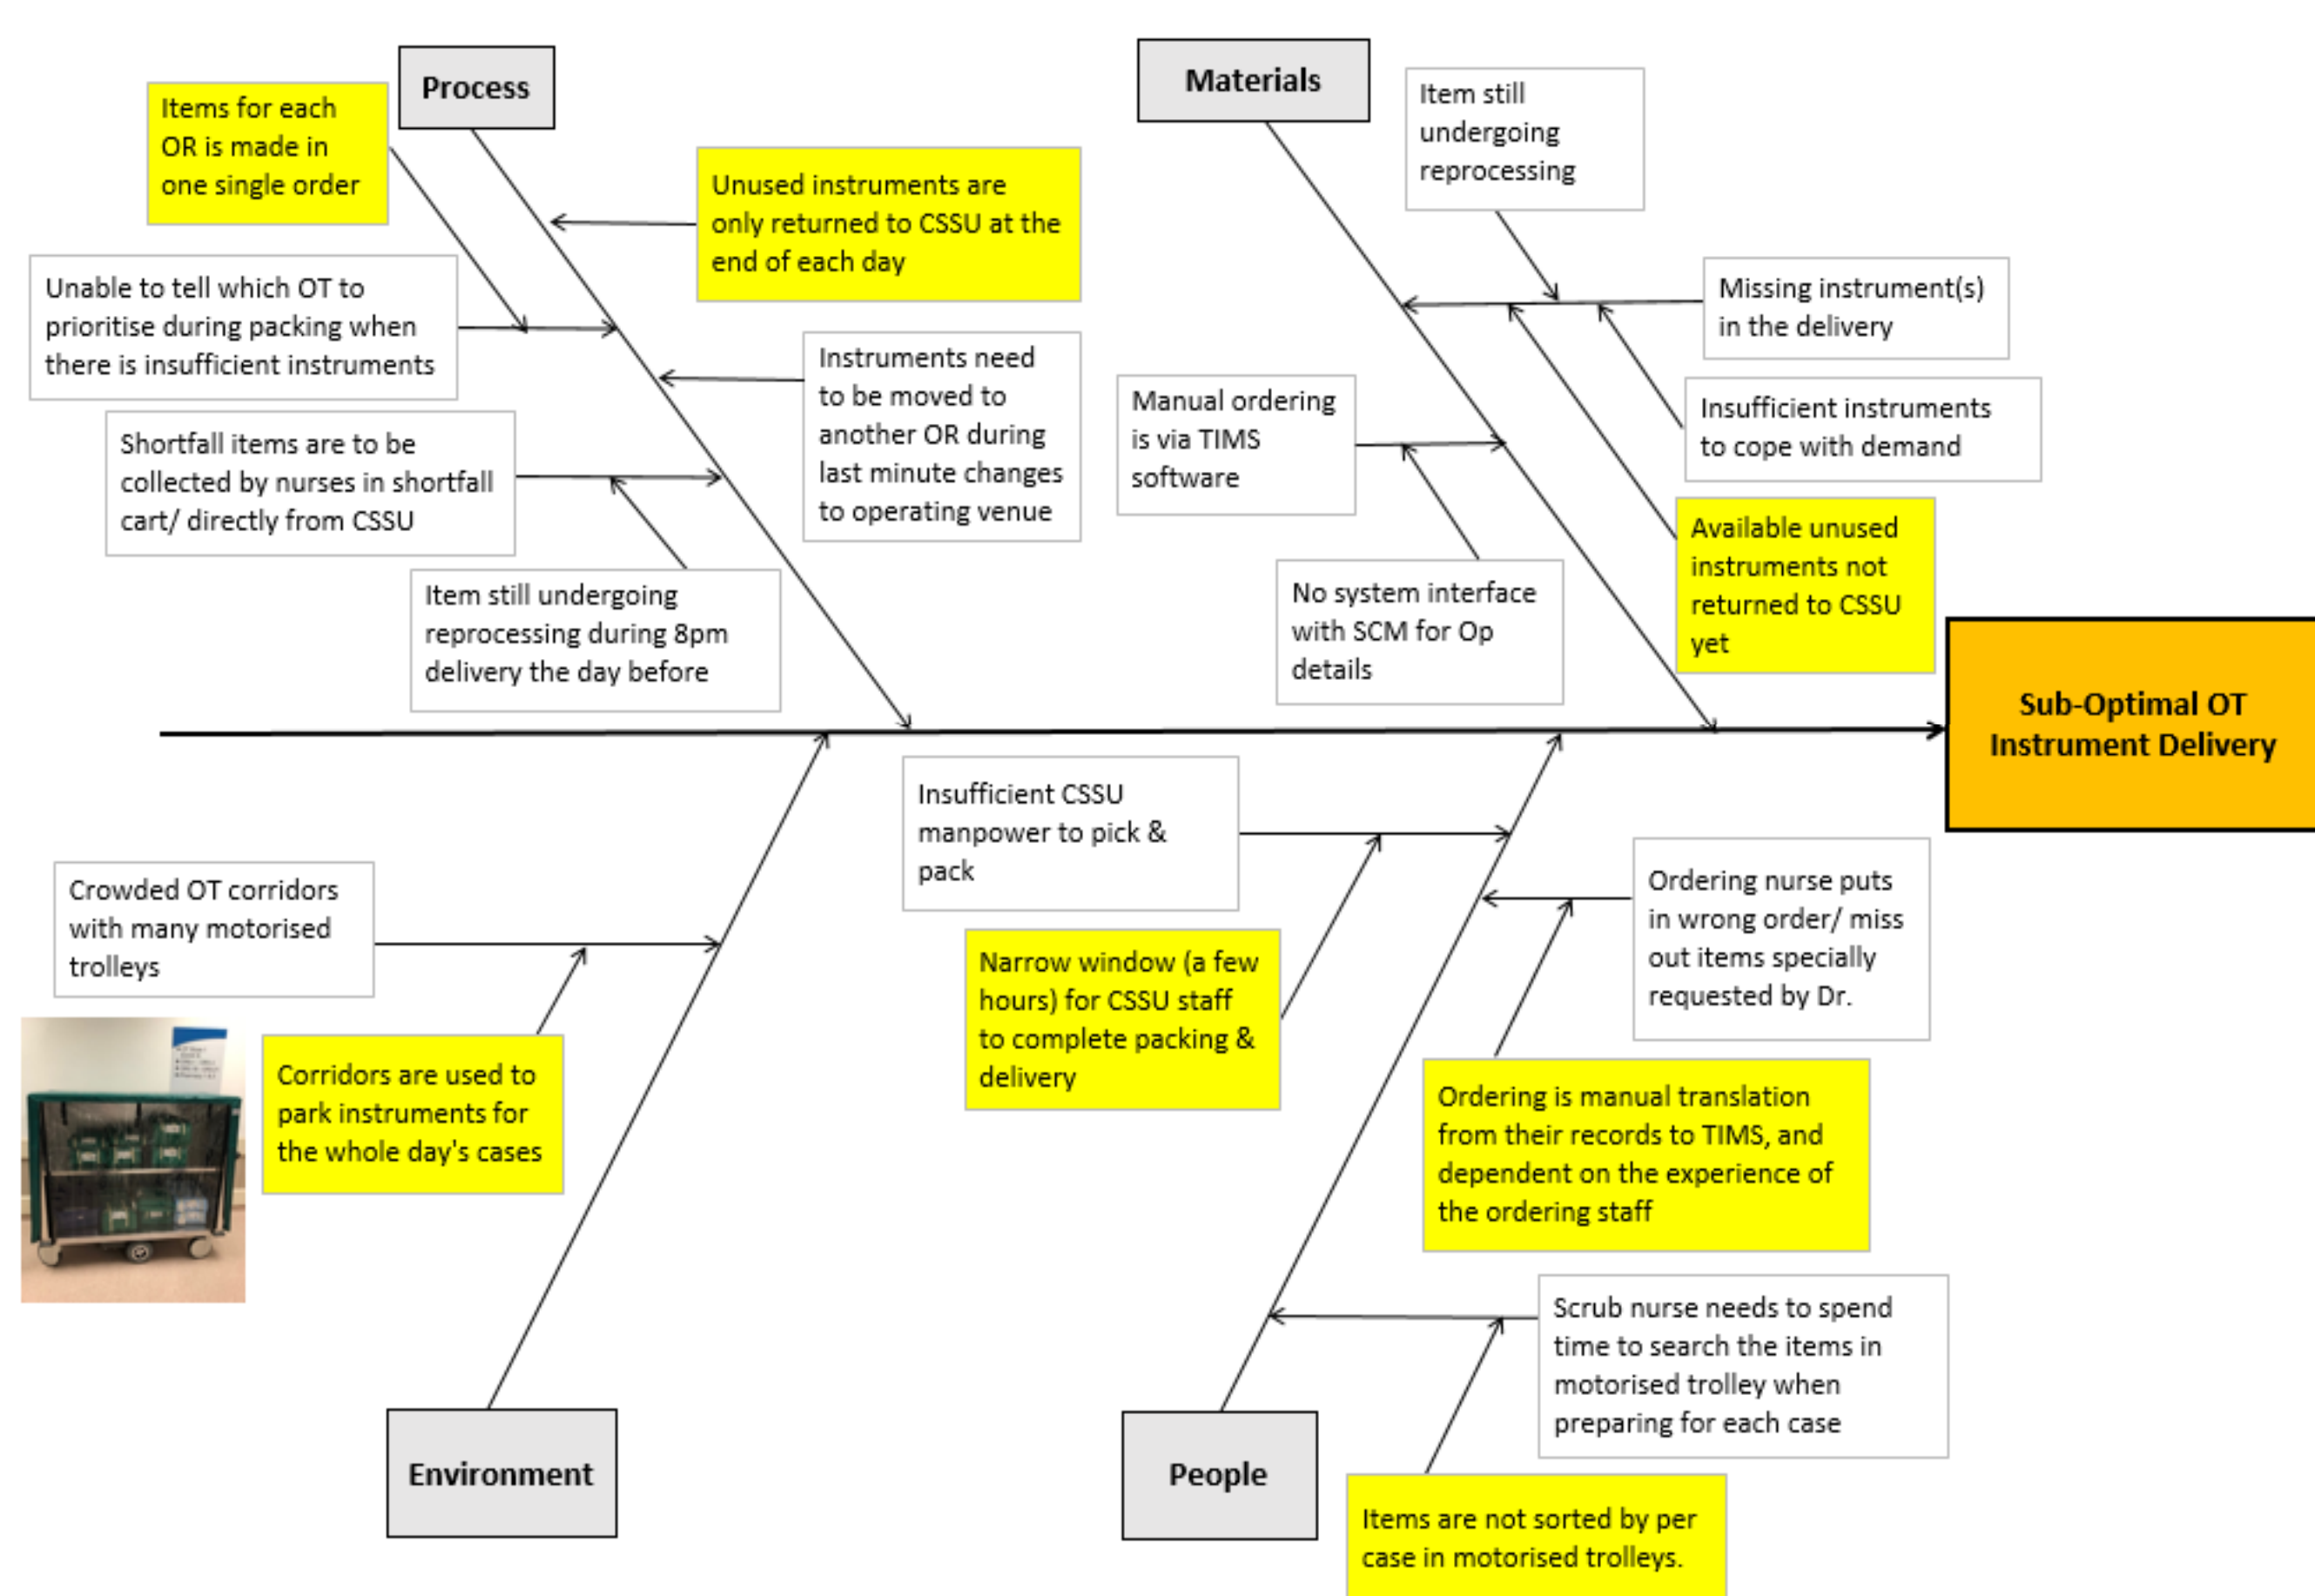 Process
Items for each
OR is made in
one single order
Unused instruments are
only returned to CSSU at the
end of each day
Unable to tell which OT to
prioritise during packing when
there is insufficient instruments
Instruments need
to be moved to
another OR during
last minute changes
to operating venue
Shortfall items are to be
collected by nurses in shortfall
cart/ directly from CSSU
Item still undergoing
reprocessing during 8pm
delivery the day before
Materials
Item still
undergoing
reprocessing
Missing instrument(s)
in the delivery
Insufficient instruments
to cope with demand
Manual ordering
is via TIMS
software
Available unused
instruments not
returned to CSSU
yet
No system interface
with SCM for Op
details
Sub-Optimal OT
Instrument Delivery
Crowded OT corridors
with many motorised
trolleys
Corridors are used to
park instruments for
the whole day's cases
Environment
Insufficient CSSU
manpower to pick &
pack
Narrow window (a few
hours) for CSSU staff
to complete packing &
delivery
Ordering nurse puts
in wrong order/ miss
out items specially
requested by Dr.
Ordering is manual translation
from their records to TIMS, and
dependent on the experience of
the ordering staff
Scrub nurse needs to spend
time to search the items in
motorised trolley when
preparing for each case
Items are not sorted by per
case in motorised trolleys.
People